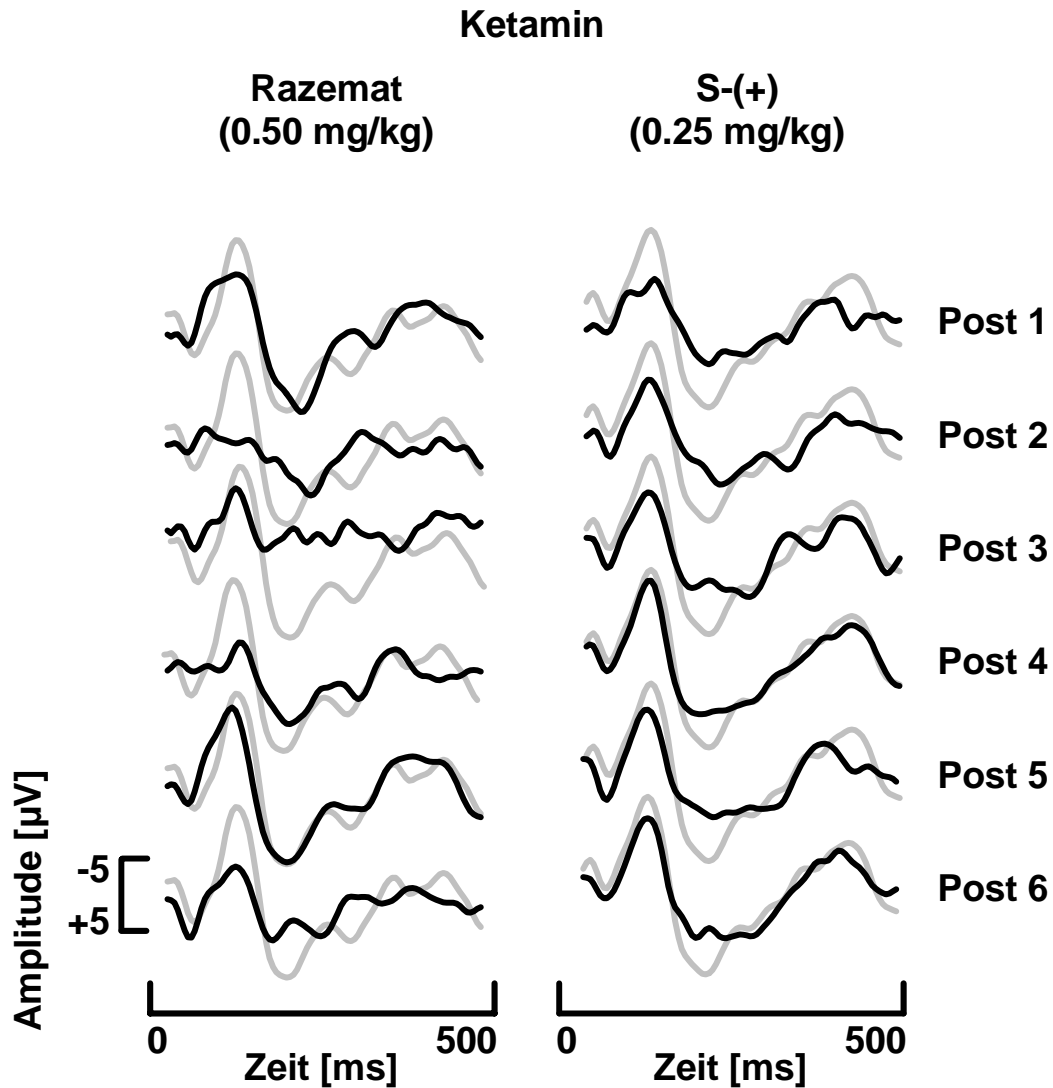 Ketamin
Razemat
(0.50 mg/kg)
S-(+)
(0.25 mg/kg)
Post 1
Post 2
Post 3
Post 4
Post 5
Post 6
Amplitude [µV]
-5
+5
0
500
Zeit [ms]
0
500
Zeit [ms]